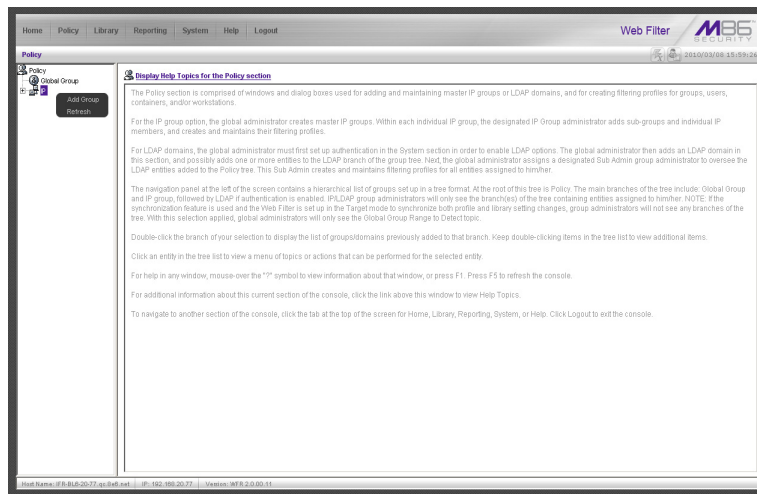 Home Policy Library Reporting System Help Logout
Web Filter
M86
SECURITY
Policy
2010/03/08 15:59:26
Policy
Global Group
IP
Add Group
Refresh
Display Help Topics for the Policy section
The Policy section is comprised of windows and dialog boxes used for adding and maintaining master IP groups or LDAP domains, and for creating filtering profiles for groups, users,
containers, and/or workstations.
For the IP group option, the global administrator creates master IP groups. Within each individual IP group, the designated IP Group administrator adds sub-groups and individual IP
members, and creates and maintains their filtering profiles.
For LDAP domains, the global administrator must first set up authentication in the System section in order to enable LDAP options. The global administrator then adds an LDAP domain in
this section, and possibly adds one or more entities to the LDAP branch of the group tree. Next, the global administrator assigns a designated Sub Admin group administrator to oversee the
LDAP entities added to the Policy tree. This Sub Admin creates and maintains filtering profiles for all entities assigned to him/her.
The navigation panel at the left of the screen contains a hierarchical list of groups set up in a tree format. At the root of this tree is Policy. The main branches of the tree include: Global Group
and IP group, followed by LDAP if authentication is enabled. IP/LDAP group administrators will only see the branch(es) of the tree containing entities assigned to him/her. NOTE: If the
synchronization feature is used and the Web Filter is set up in the Target mode to synchronize both profile and library setting changes, group administrators will not see any branches of the
tree. With this selection applied, global administrators will only see the Global Group Range to Detect topic.
Double-click the branch of your selection to display the list of groups/domains previously added to that branch. Keep double-clicking items in the tree list to view additional items.
Click an entity in the tree list to view a menu of topics or actions that can be performed for the selected entity.
For help in any window, mouse-over the "?" symbol to view information about that window, or press F1. Press F5 to refresh the console.
For additional information about this current section of the console, click the link above this window to view Help Topics.
To navigate to another section of the console, click the tab at the top of the screen for Home, Library, Reporting, System, or Help. Click Logout to exit the console.
Host Name: IFR-BL6-20-77.qc.8e6.net IP: 192.168.20.77 Version: WFR 2.0.00.11